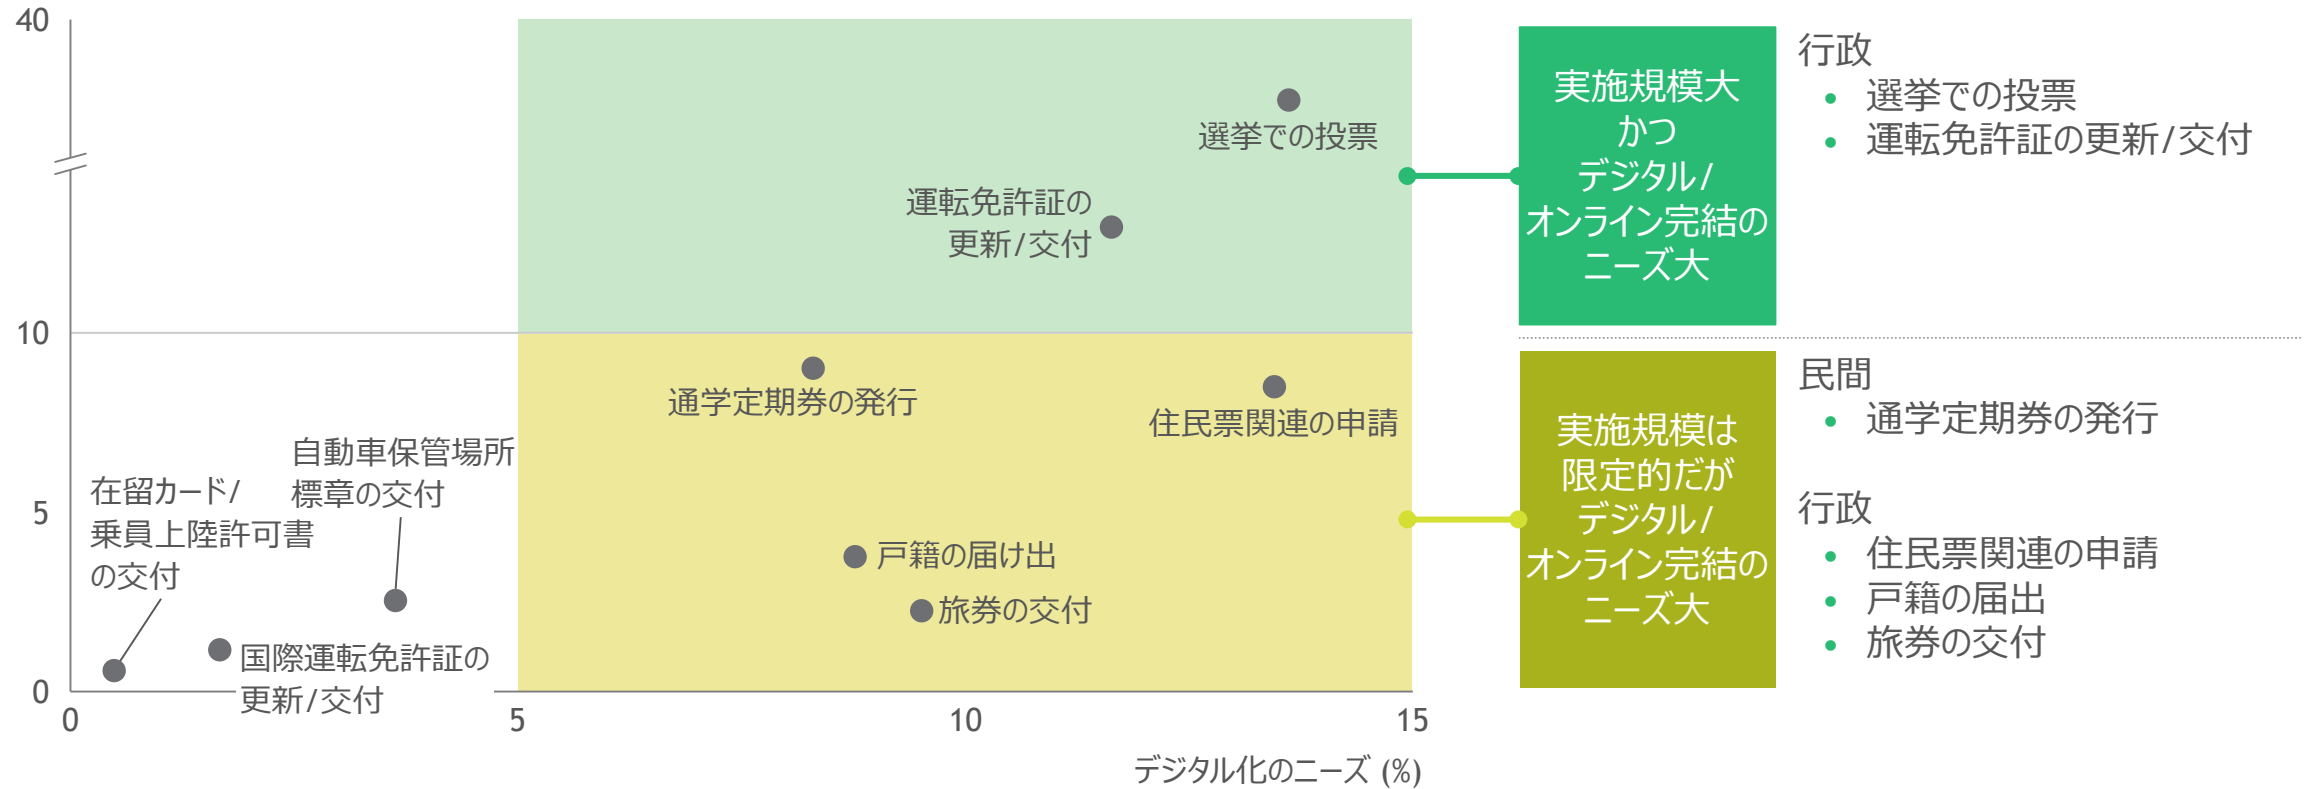 40
10
5
0
0
5
10
15
デジタル化のニーズ (%)
選挙での投票
運転免許証の
更新/交付
通学定期券の発行
住民票関連の申請
自動車保管場所
標章の交付
在留カード/
乗員上陸許可書
の交付
戸籍の届け出
旅券の交付
国際運転免許証の
更新/交付
実施規模大
かつ
デジタル/
オンライン完結の
ニーズ大
行政
• 選挙での投票
• 運転免許証の更新/交付
実施規模は
限定的だが
デジタル/
オンライン完結の
ニーズ大
民間
• 通学定期券の発行
行政
• 住民票関連の申請
• 戸籍の届出
• 旅券の交付